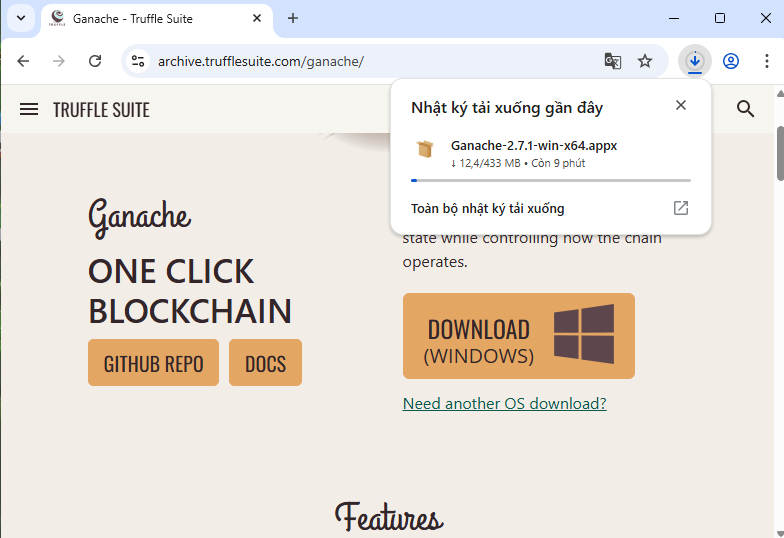 Ganache - Truffle Suite
archive.trufflesuite.com/ganache/
TRUFFLE SUITE
Nhật ký tải xuống gần đây
Ganache-2.7.1-win-x64.appx
↓ 12,4/433 MB • Còn 9 phút
Toàn bộ nhật ký tải xuống
Ganache
ONE CLICK
BLOCKCHAIN
GITHUB REPO
DOCS
state while controlling how the chain
operates.
DOWNLOAD
(WINDOWS)
Need another OS download?
Features